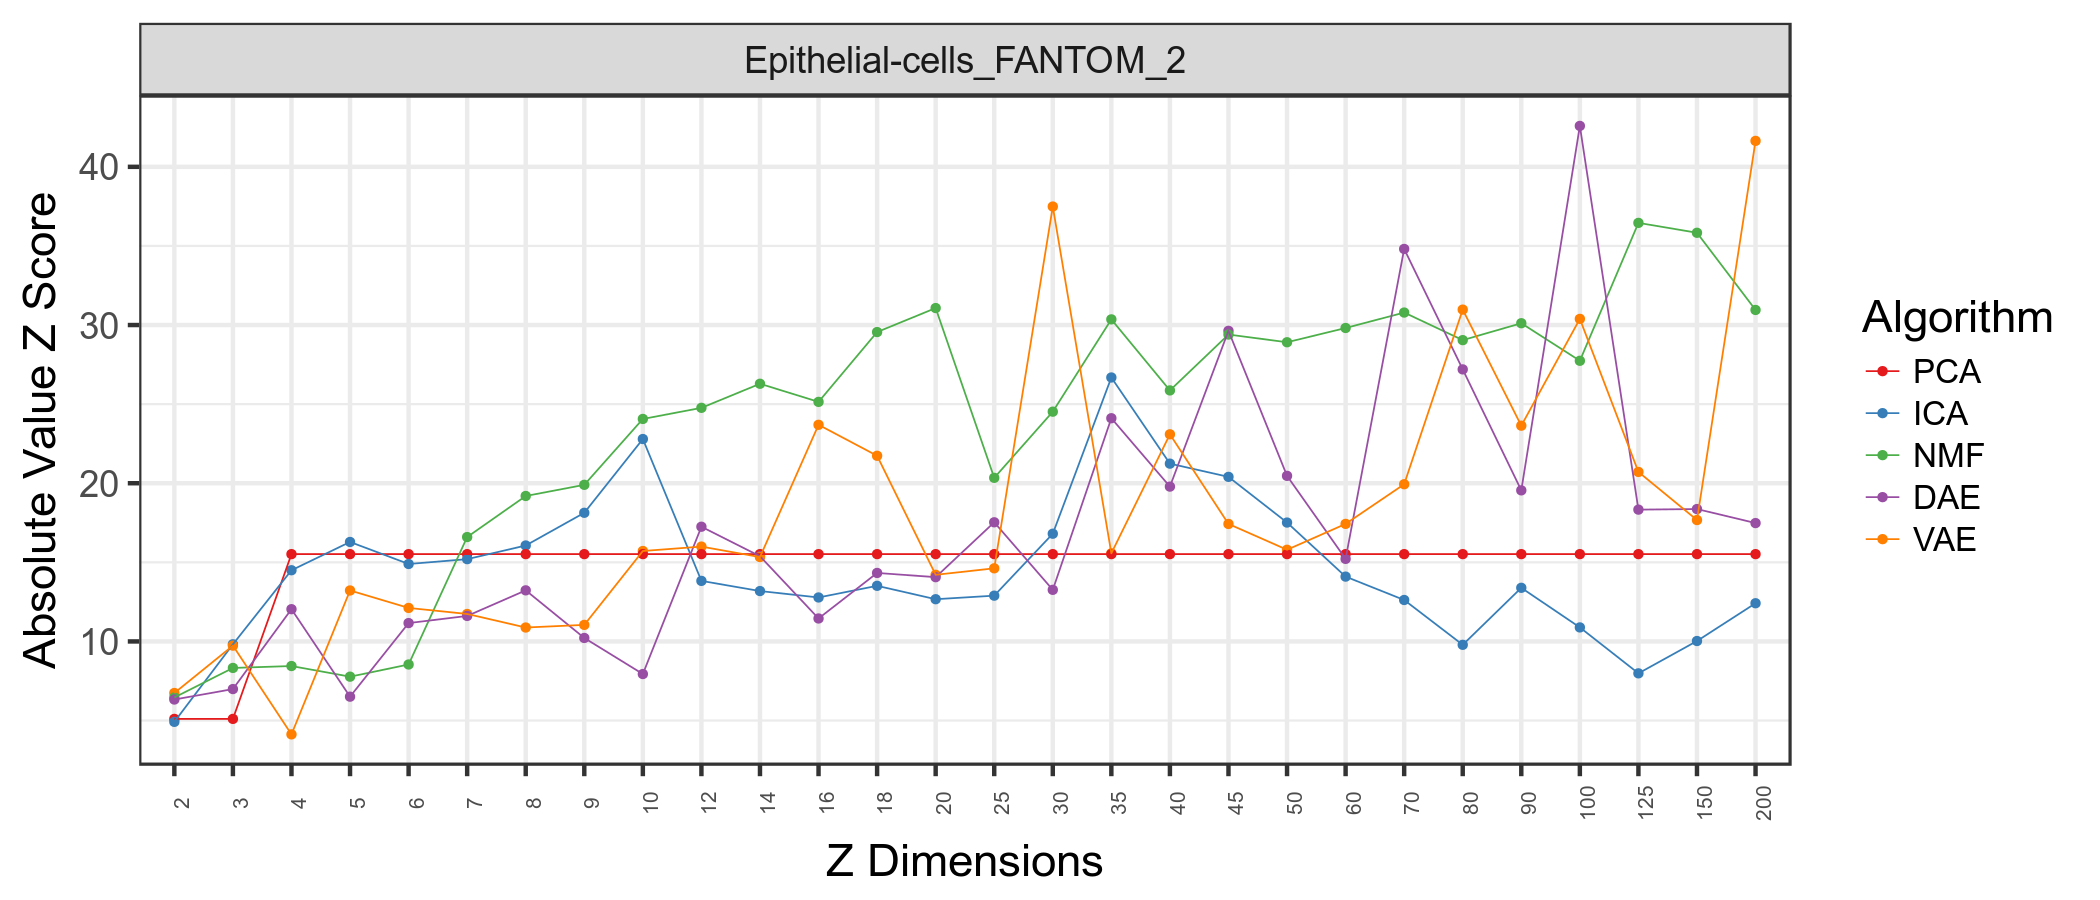 Epithelial-cells_FANTOM_2
Absolute Value Z Score
40
30
20
10
2 3 4 5 6 7 8 9 10 12 14 16 18 20 25 30 35 40 45 50 60 70 80 90 100 125 150 200
Z Dimensions
Algorithm
PCA
ICA
NMF
DAE
VAE